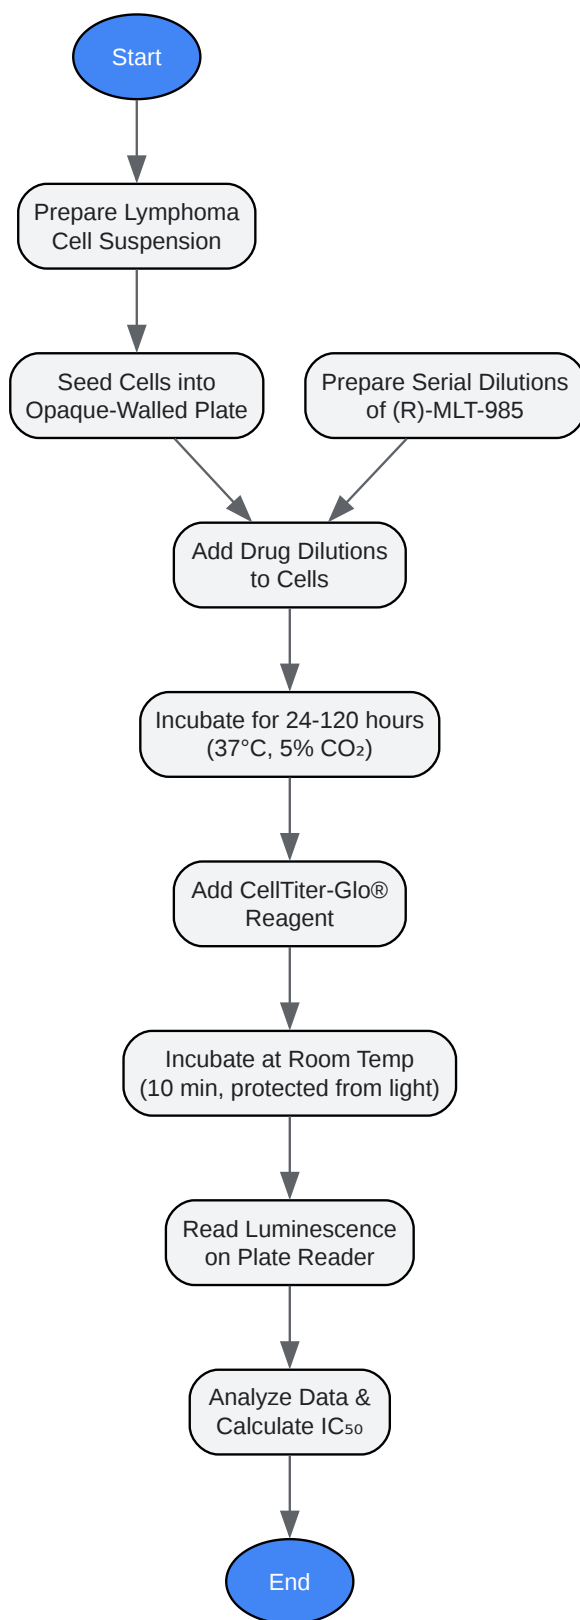 Start
Prepare Lymphoma
Cell Suspension
Seed Cells into
Opaque-Walled Plate
Prepare Serial Dilutions
of (R)-MLT-985
Add Drug Dilutions
to Cells
Incubate for 24-120 hours
(37°C, 5% CO₂)
Add CellTiter-Glo®
Reagent
Incubate at Room Temp
(10 min, protected from light)
Read Luminescence
on Plate Reader
Analyze Data &
Calculate IC₅₀
End